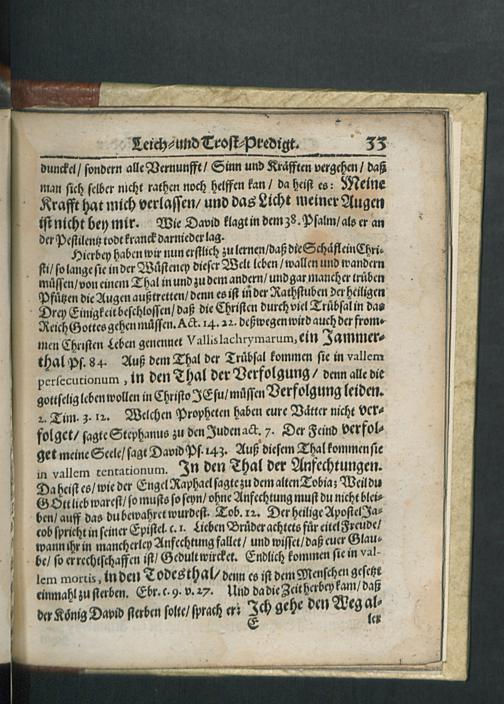 Leich- und Trost-Predigt. 33
dunckel/ sondern alle Vernunfft/ Sinn und Kräfften vergehen/ daß
man sich selber nicht rathen noch helffen kan/ da heist es: Meine
Krafft hat mich verlassen/ und das Licht meiner Augen
ist nicht bey mir. Wie David klagt in dem 38. Psalm/ als er an
der Pestilentz todtkranck darnieder lag.
Hierbey haben wir nun erstlich zu lernen/ daß die Schäflein Chri-
sti/ so lange sie in der Wüsteney dieser Welt leben/ wallen und wandern
müssen/ von einem Thal in und zu dem andern/ und gar mancher trüben
Pfützen die Augen außtretten/ denn es ist in der Rathstuben der heiligen
Drey Einigkeit beschlossen/ daß die Christen durch viel Trübsal in das
Reich Gottes gehen müssen. Act. 14. 22. deßwegen wird auch der from-
men Christen Leben genennet Vallis lachrymarum, ein Jammer-
thal Ps. 84. Auß dem Thal der Trübsal kommen sie in vallem
persecutionum, in den Thal der Verfolgung/ denn alle die
gottselig leben wollen in Christo JEsu/ müssen Verfolgung leiden.
2. Tim. 3. 12. Welchen Propheten haben eure Vätter nicht ver-
folget/ sagte Stephanus zu den Juden act. 7. Der Feind verfol-
get meine Seele/ sagt David Ps. 143. Auß diesem Thal kommen sie
in vallem tentationum. In den Thal der Anfechtungen.
Da heist es/ wie der Engel Raphael sagte zu dem alten Tobia; Weil du
GOtt lieb warest/ so musts so seyn/ ohne Anfechtung must du nicht blei-
ben/ auff das du bewahret wurdest. Tob. 12. Der heilige Apostel Ja-
cob spricht in seiner Epistel. c. 1. Lieben Brüder achtets für eitel Freude/
wann ihr in mancherley Anfechtung fallet/ und wisset/ daß euer Glau-
be/ so er rechtschaffen ist/ Gedult wircket. Endlich kommen sie in val-
lem mortis, in den Todesthal/ denn es ist dem Menschen gesetzt
einmahl zu sterben. Ebr. c. 9. v. 27. Und da die Zeit herbey kam/ daß
der König David sterben solte/ sprach er: Ich gehe den Weg al-
E ler